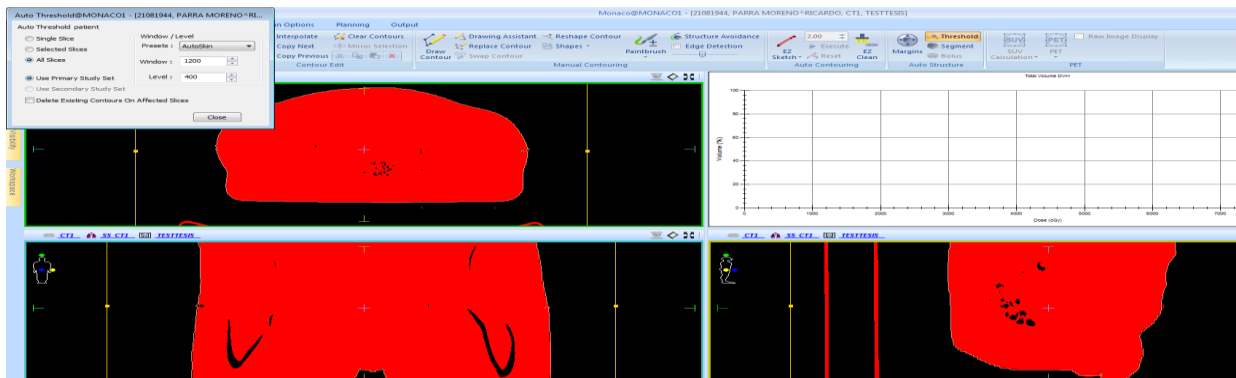 Auto Threshold@MONACO1 - [21081944, PARRA MORENO^RI...
Monaco@MONACO1 - [21081944, PARRA MORENO^RICARDO, CT1, TESTTESIS]
Auto Threshold patient
Single Slice
Selected Slices
All Slices
Use Primary Study Set
Use Secondary Study Set
Delete Existing Contours On Affected Slices
Window / Level
Presets : AutoSkin
Window : 1200
Level : 400
Close
an Options Planning Output
Interpolate Clear Contours
Copy Next Mirror Selection
Copy Previous
Contour Edit
Draw Contour
Drawing Assistant Reshape Contour
Replace Contour Shapes
Swap Contour
Paintbrush
Structure Avoidance
Edge Detection
Manual Contouring
EZ Sketch
2.00
Execute
Reset
EZ Clean
Auto Contouring
Margins
Threshold
Segment
Bolus
Auto Structure
SUV
SUV Calculation
PET
PET
Raw Image Display
PET
Workspace
Total Volume DVH
Volume (%)
100
80
60
40
20
0
0 1000 2000 3000 4000 5000 6000 7000
Dose (cGy)
CT1 SS_CT1 TESTTESIS
CT1 SS_CT1 TESTTESIS